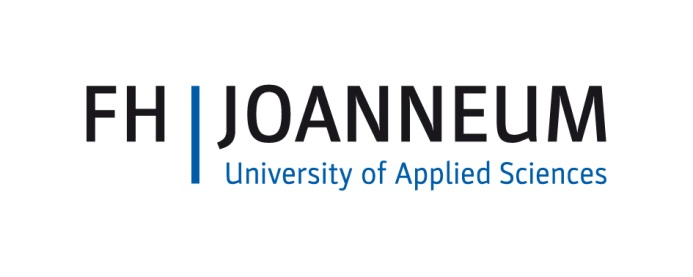 FH | JOANNEUM
University of Applied Sciences